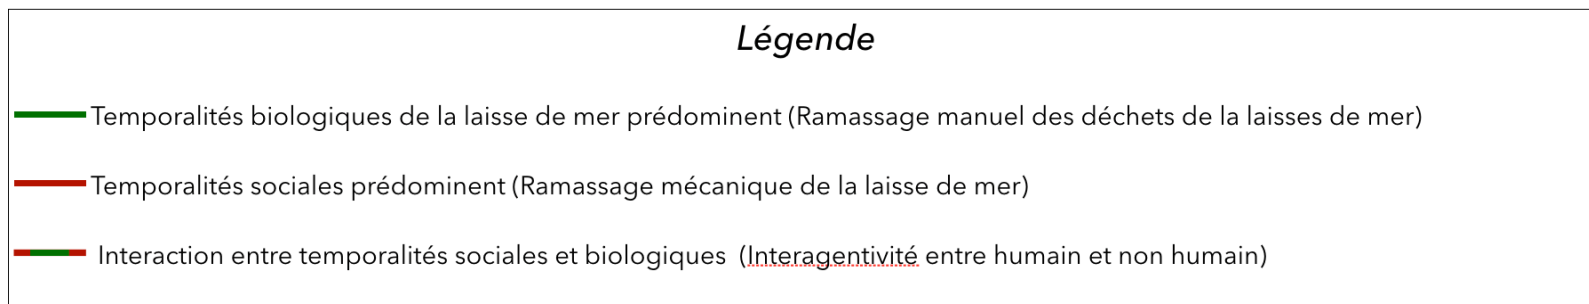 Légende
Temporalités biologiques de la laisse de mer prédominent (Ramassage manuel des déchets de la laisses de mer)
Temporalités sociales prédominent (Ramassage mécanique de la laisse de mer)
Interaction entre temporalités sociales et biologiques (Interagentivité entre humain et non humain)